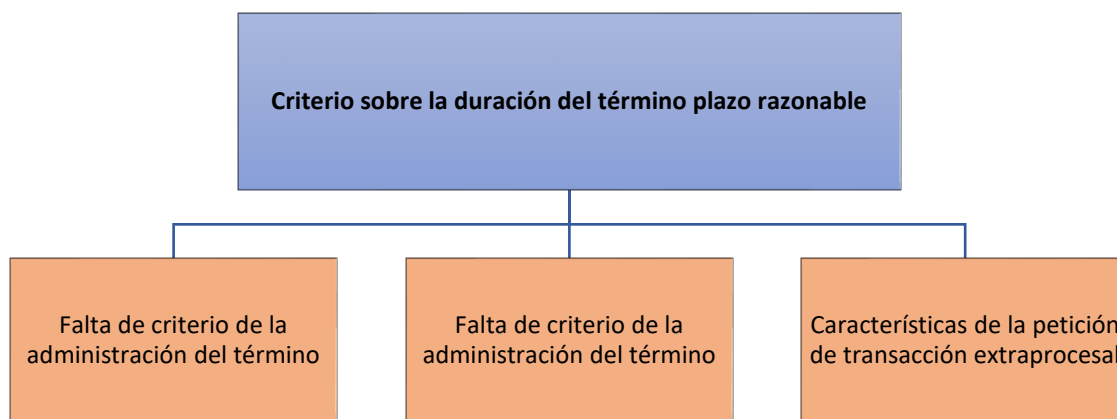 Criterio sobre la duración del término plazo razonable
Falta de criterio de la
administración del término
Falta de criterio de la
administración del término
Características de la petición
de transacción extraprocesal